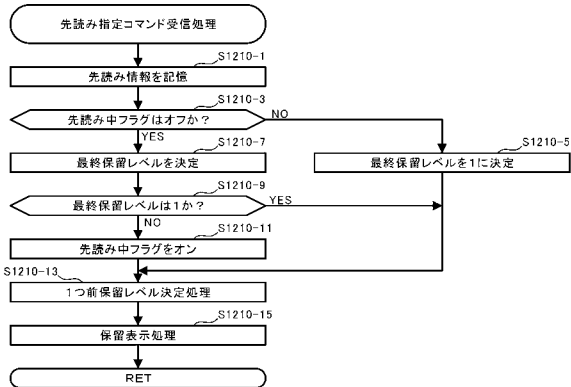 先読み指定コマンド受信処理
S1210-1
先読み情報を記憶
S1210-3
先読み中フラグはオフか?
NO
YES
S1210-7
S1210-5
最終保留レベルを決定
最終保留レベルを1に決定
S1210-9
最終保留レベルは1か?
YES
NO
S1210-11
先読み中フラグをオン
S1210-13
1つ前保留レベル決定処理
S1210-15
保留表示処理
RET